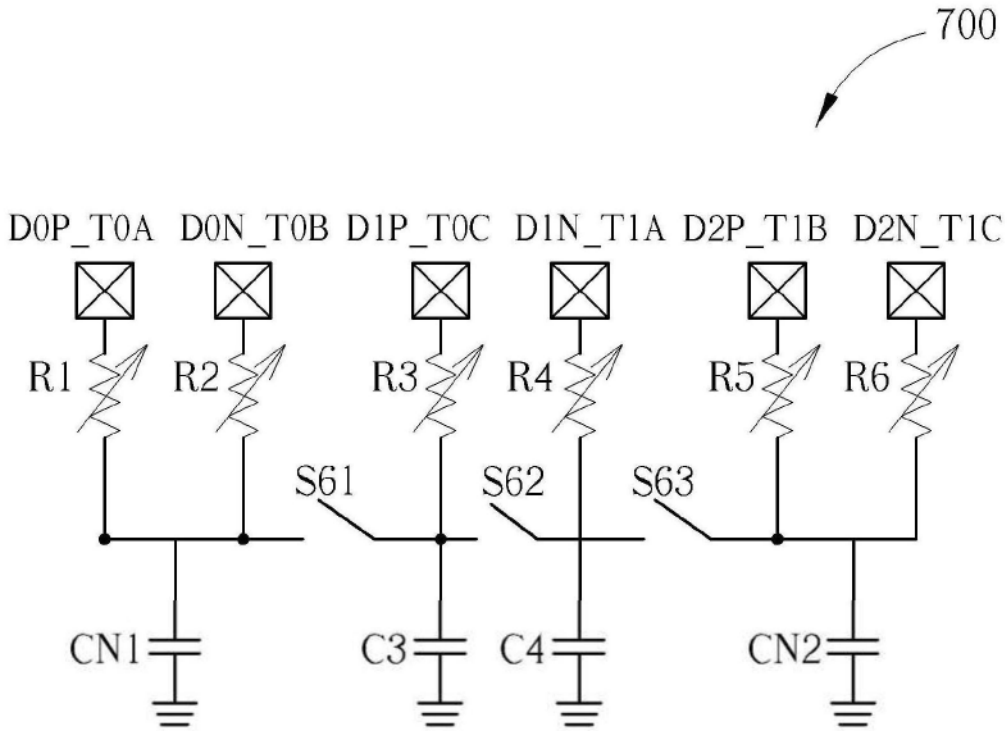 700
D0P_T0A D0N_T0B D1P_T0C D1N_T1A D2P_T1B D2N_T1C
R1 R2 R3 R4 R5 R6
S61 S62 S63
CN1 C3 C4 CN2